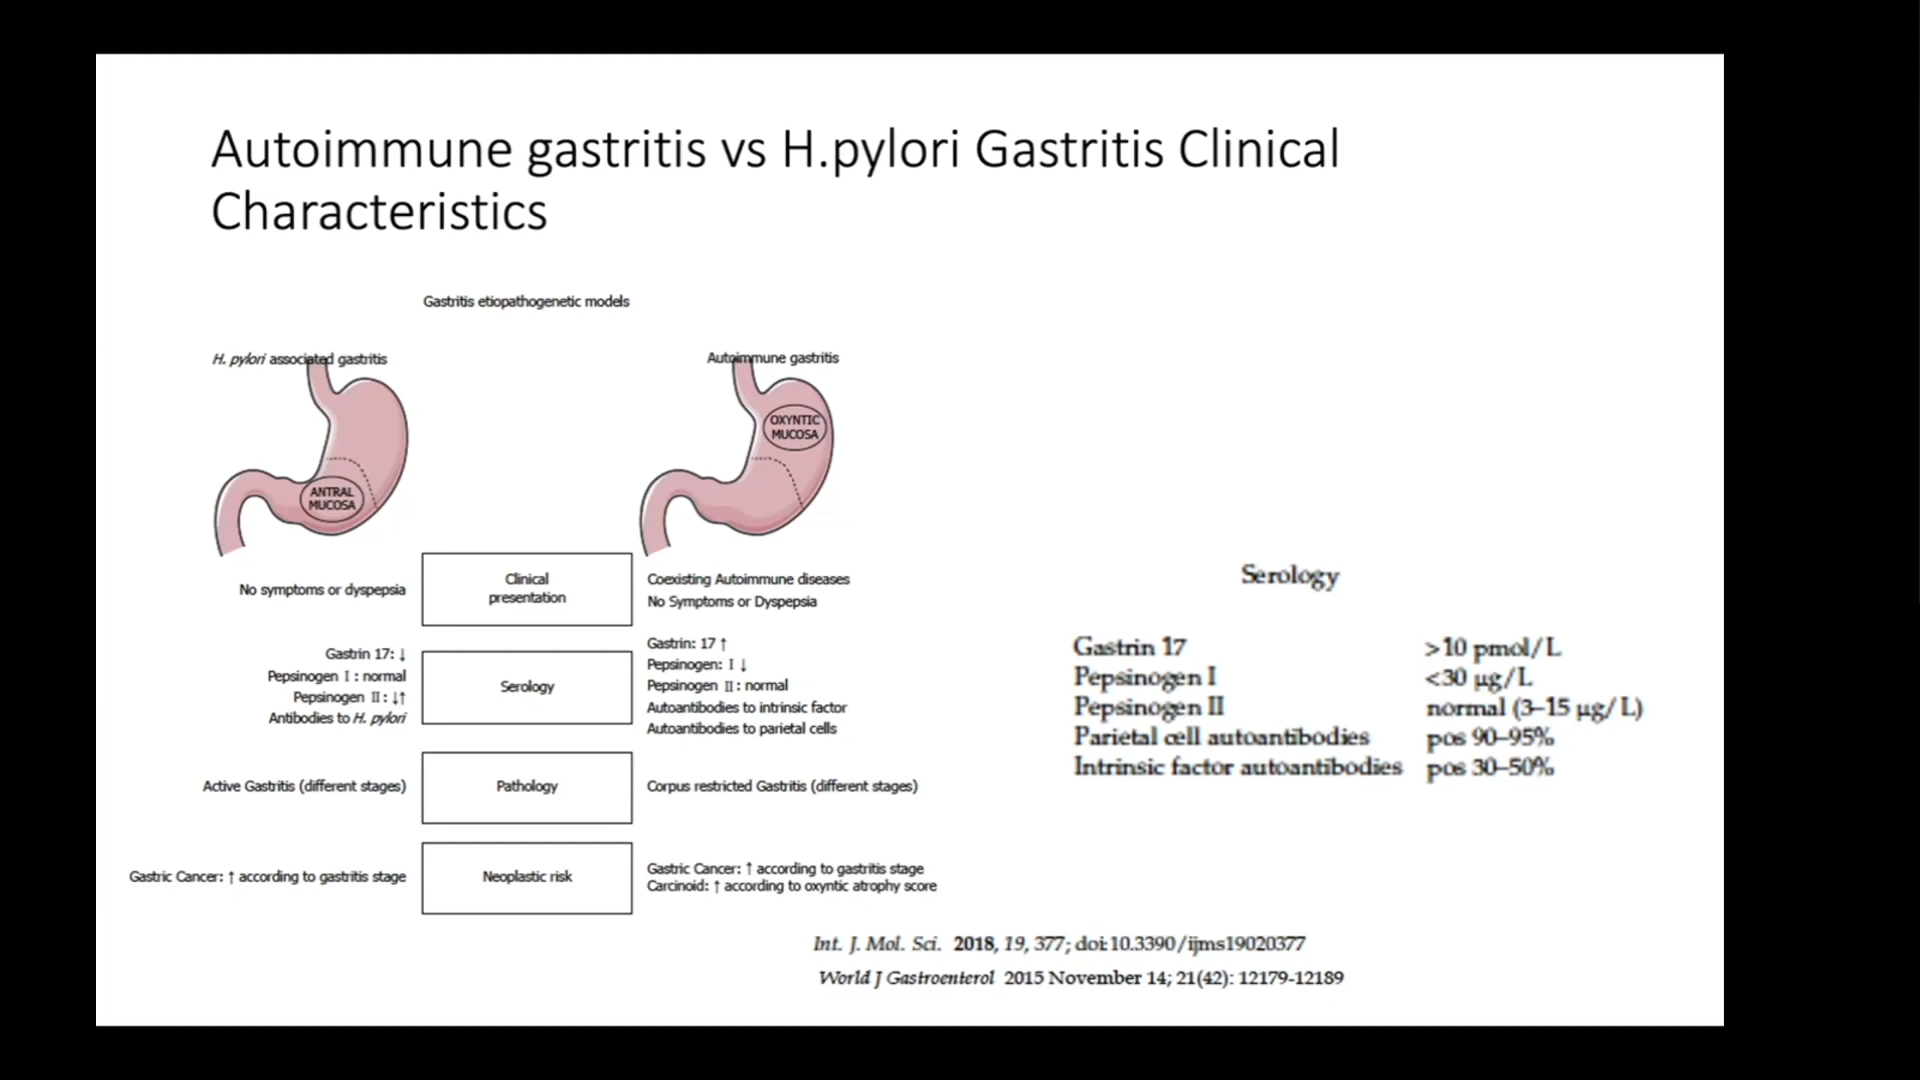 Autoimmune gastritis vs H.pylori Gastritis Clinical
Characteristics
Gastritis etiopathogenetic models
H. pylori associated gastritis
Autoimmune gastritis
ANTRAL
MUCOSA
OXYNTIC
MUCOSA
No symptoms or dyspepsia
Clinical
presentation
Coexisting Autoimmune diseases
No Symptoms or Dyspepsia
Gastrin 17: ↓
Pepsinogen I : normal
Pepsinogen II : ↓↑
Antibodies to H. pylori
Serology
Gastrin: 17 ↑
Pepsinogen: I ↓
Pepsinogen II : normal
Autoantibodies to intrinsic factor
Autoantibodies to parietal cells
Active Gastritis (different stages)
Pathology
Corpus restricted Gastritis (different stages)
Gastric Cancer: ↑ according to gastritis stage
Neoplastic risk
Gastric Cancer: ↑ according to gastritis stage
Carcinoid: ↑ according to oxyntic atrophy score
Serology
Gastrin 17 >10 pmol/L
Pepsinogen I <30 μg/L
Pepsinogen II normal (3–15 μg/L)
Parietal cell autoantibodies pos 90–95%
Intrinsic factor autoantibodies pos 30–50%
Int. J. Mol. Sci. 2018, 19, 377; doi:10.3390/ijms19020377
World J Gastroenterol 2015 November 14; 21(42): 12179-12189